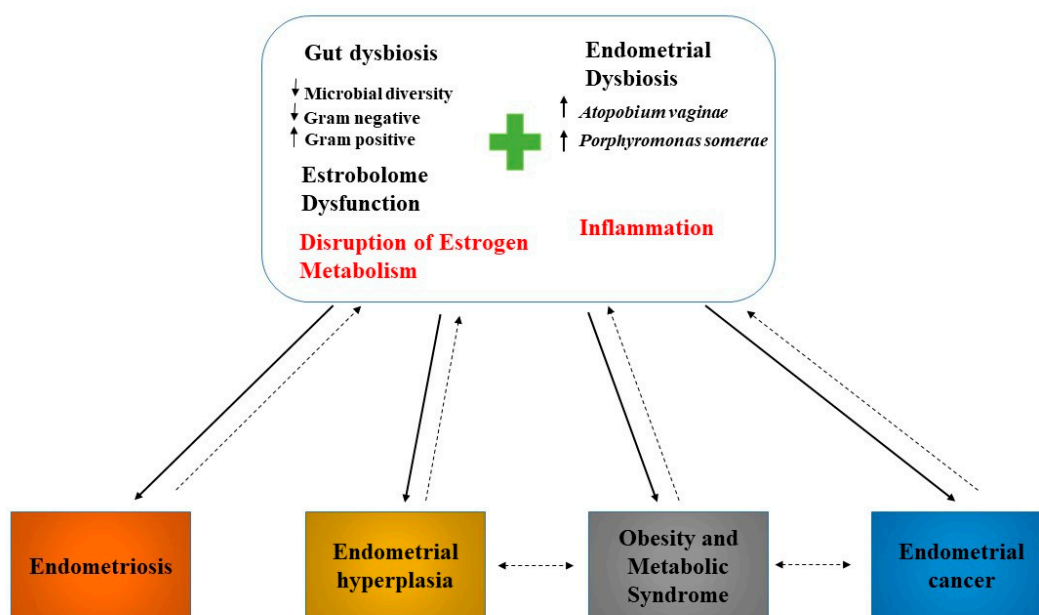 Gut dysbiosis
↓ Microbial diversity
↓ Gram negative
↑ Gram positive
Estrobolome
Dysfunction
Disruption of Estrogen
Metabolism
Endometrial
Dysbiosis
↑ Atopobium vaginae
↑ Porphyromonas somerae
Inflammation
Endometriosis
Endometrial
hyperplasia
Obesity and
Metabolic
Syndrome
Endometrial
cancer